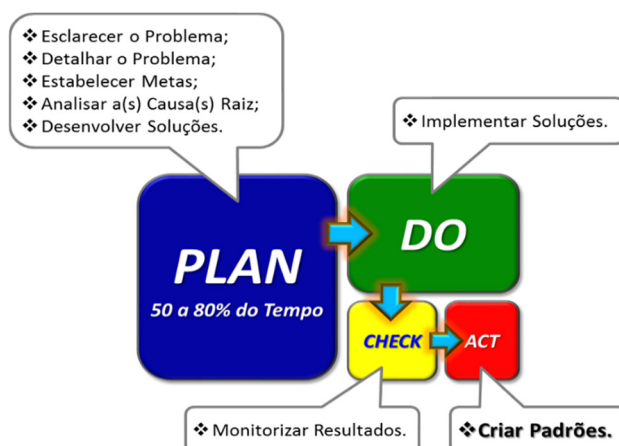 ❖ Esclarecer o Problema;
❖ Detalhar o Problema;
❖ Estabelecer Metas;
❖ Analisar a(s) Causa(s) Raiz;
❖ Desenvolver Soluções.
❖ Implementar Soluções.
PLAN
50 a 80% do Tempo
DO
CHECK
ACT
❖ Monitorizar Resultados.
❖ Criar Padrões.